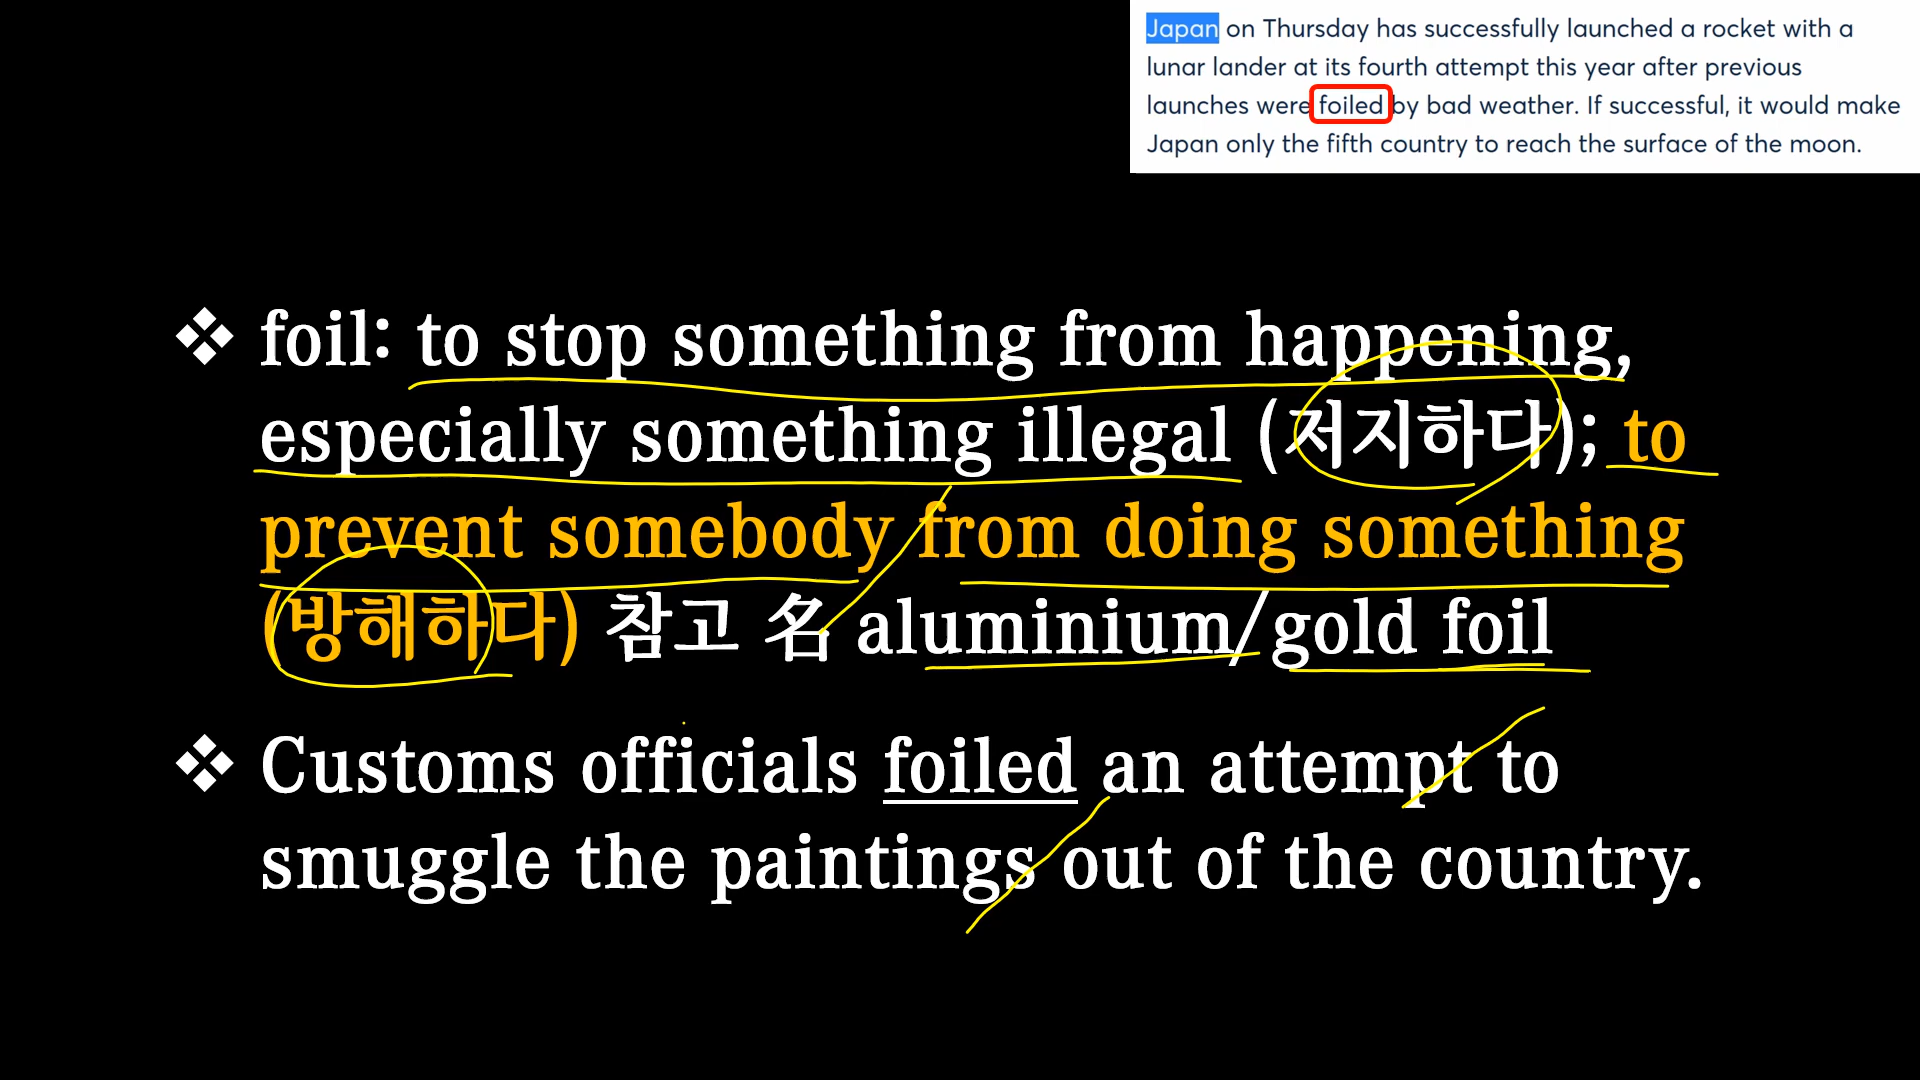 Japan on Thursday has successfully launched a rocket with a
lunar lander at its fourth attempt this year after previous
launches were foiled by bad weather. If successful, it would make
Japan only the fifth country to reach the surface of the moon.
❖ foil: to stop something from happening,
especially something illegal (저지하다); to
prevent somebody from doing something
(방해하다) 참고 名 aluminium/gold foil
❖ Customs officials foiled an attempt to
smuggle the paintings out of the country.